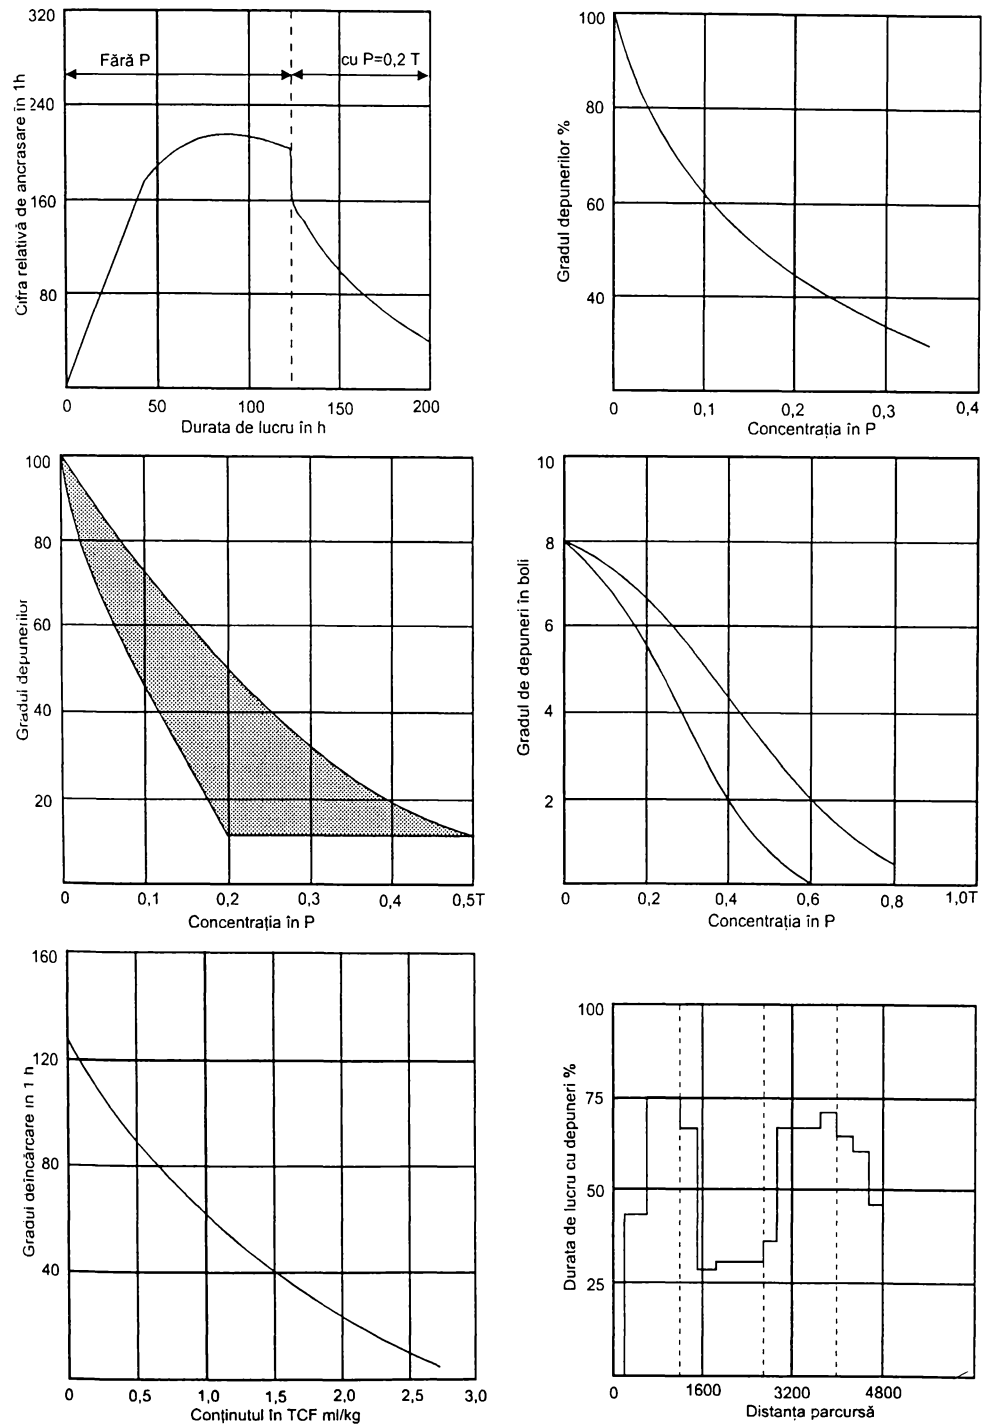 320
240
160
80
Fără P
cu P=0,2 T
Cifra relativă de ancrasare în 1h
0 50 100 150 200
Durata de lucru în h
100
80
60
40
Gradul depunerilor %
0 0,1 0,2 0,3 0,4
Concentrația în P
100
80
60
40
20
Gradul depunerilor
0 0,1 0,2 0,3 0,4 0,5T
Concentrația în P
10
8
6
4
2
Gradul de depuneri în boli
0 0,2 0,4 0,6 0,8 1,0T
Concentrația în P
160
120
80
40
Gradul deîncărcare în 1 h
0 0,5 1,0 1,5 2,0 2,5 3,0
Conținutul în TCF ml/kg
100
75
50
25
Durata de lucru cu depuneri %
0 1600 3200 4800
Distanța parcursă